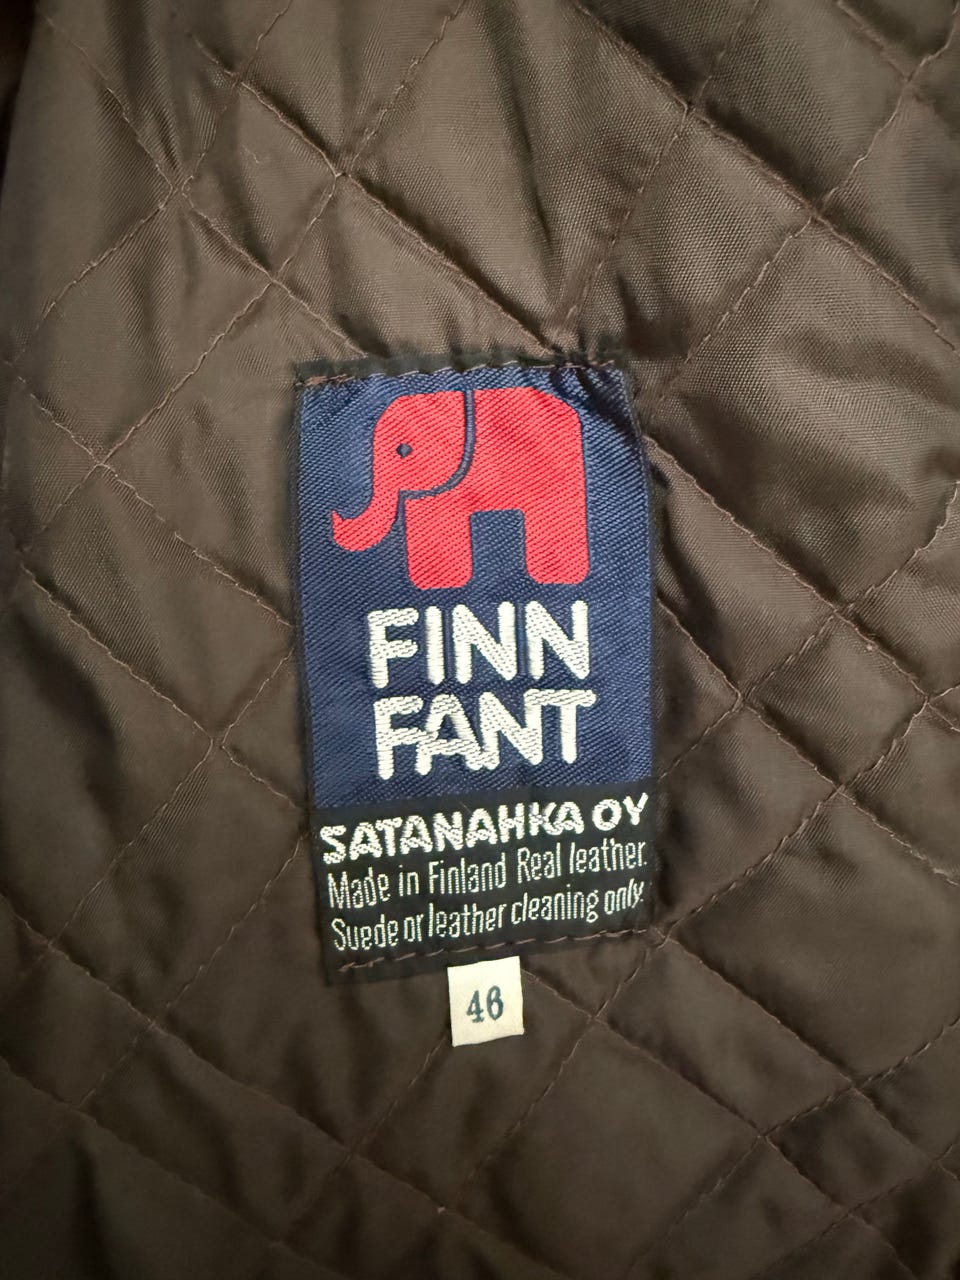 FINN
FANT
SATANAHKA OY
Made in Finland Real leather.
Suede or leather cleaning only.
46